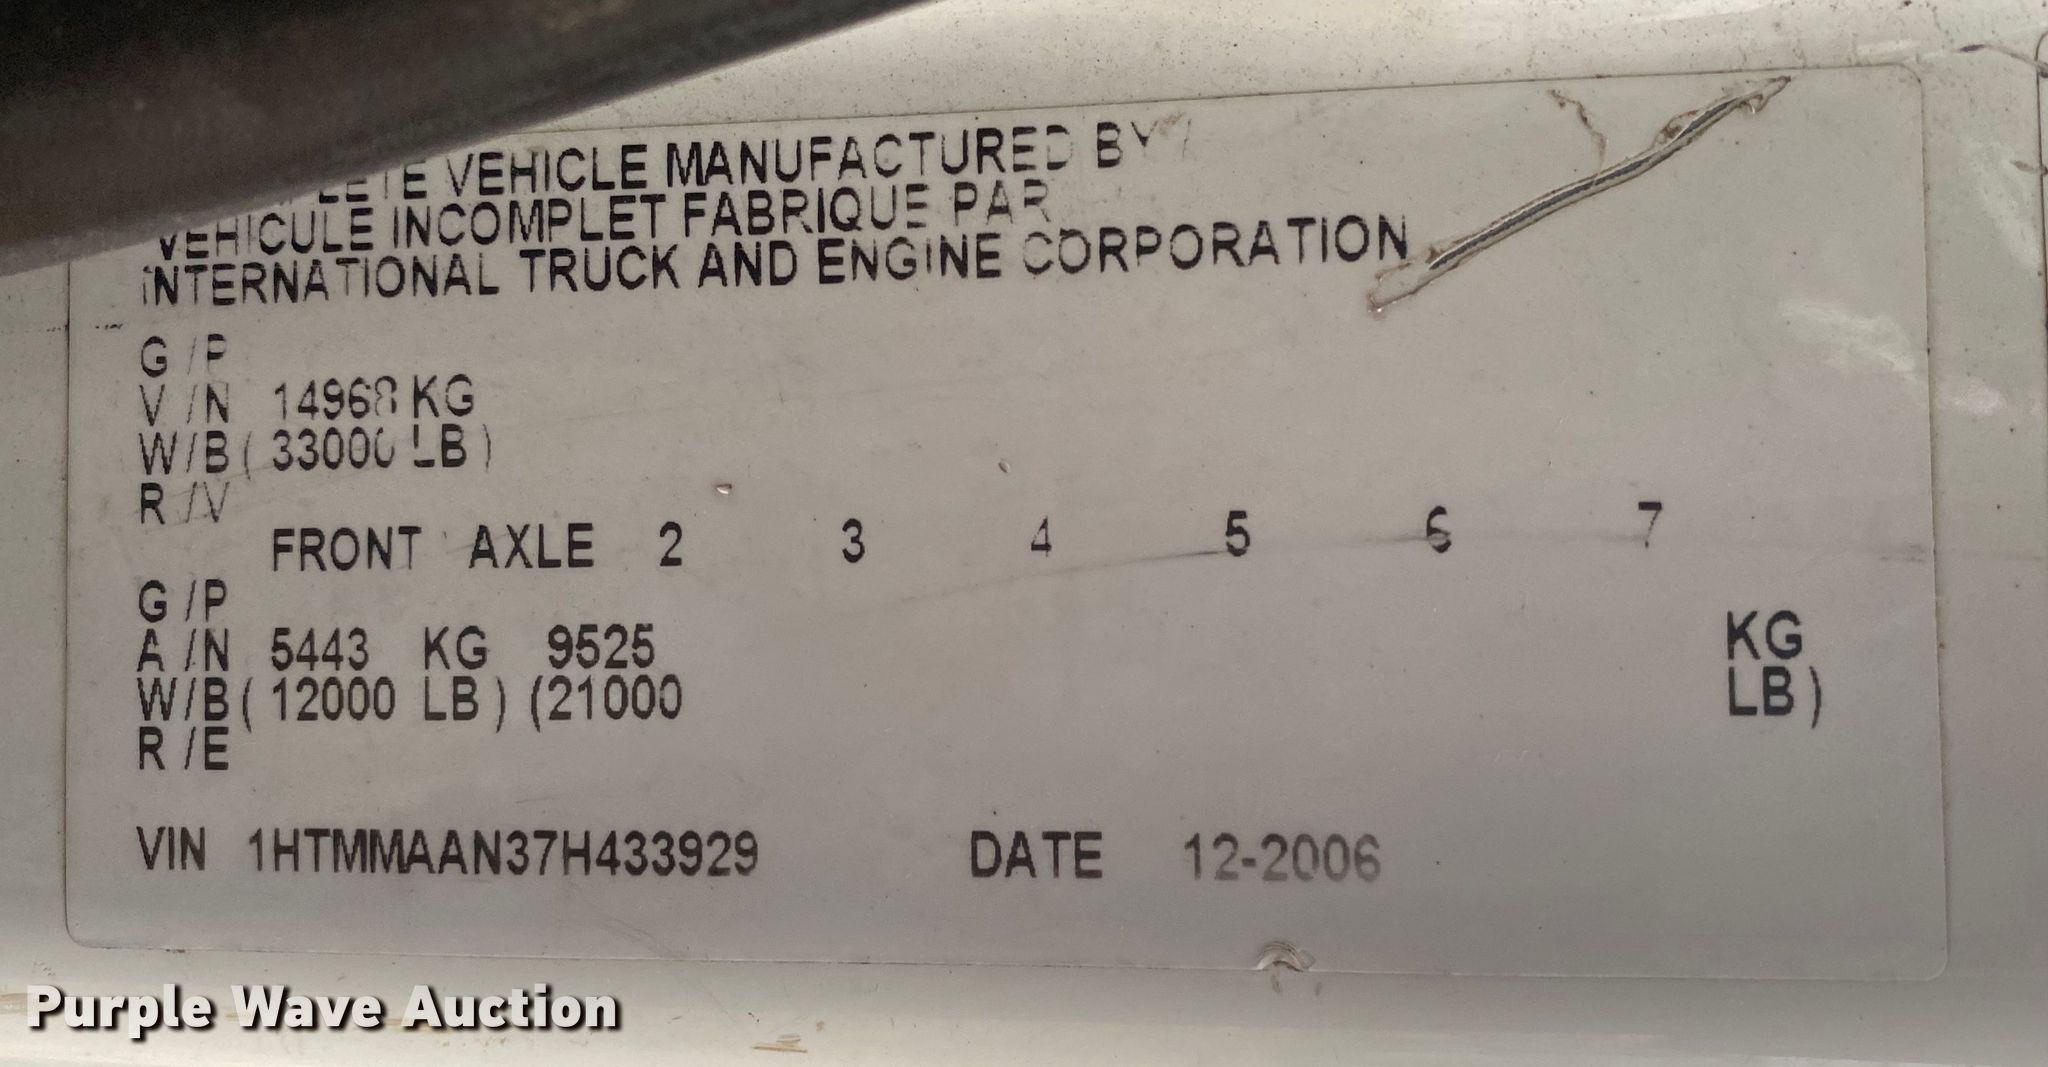 VEHICLE MANUFACTURED BY
VEHICULE INCOMPLET FABRIQUE PAR
INTERNATIONAL TRUCK AND ENGINE CORPORATION
G /P
V /N 14968 KG
W/B ( 33000 LB )
R /V
FRONT AXLE 2 3 4 5 6 7
G /P
A /N 5443 KG 9525 KG
W/B ( 12000 LB ) (21000 LB )
R /E
VIN 1HTMMAAN37H433929 DATE 12-2006
Purple Wave Auction